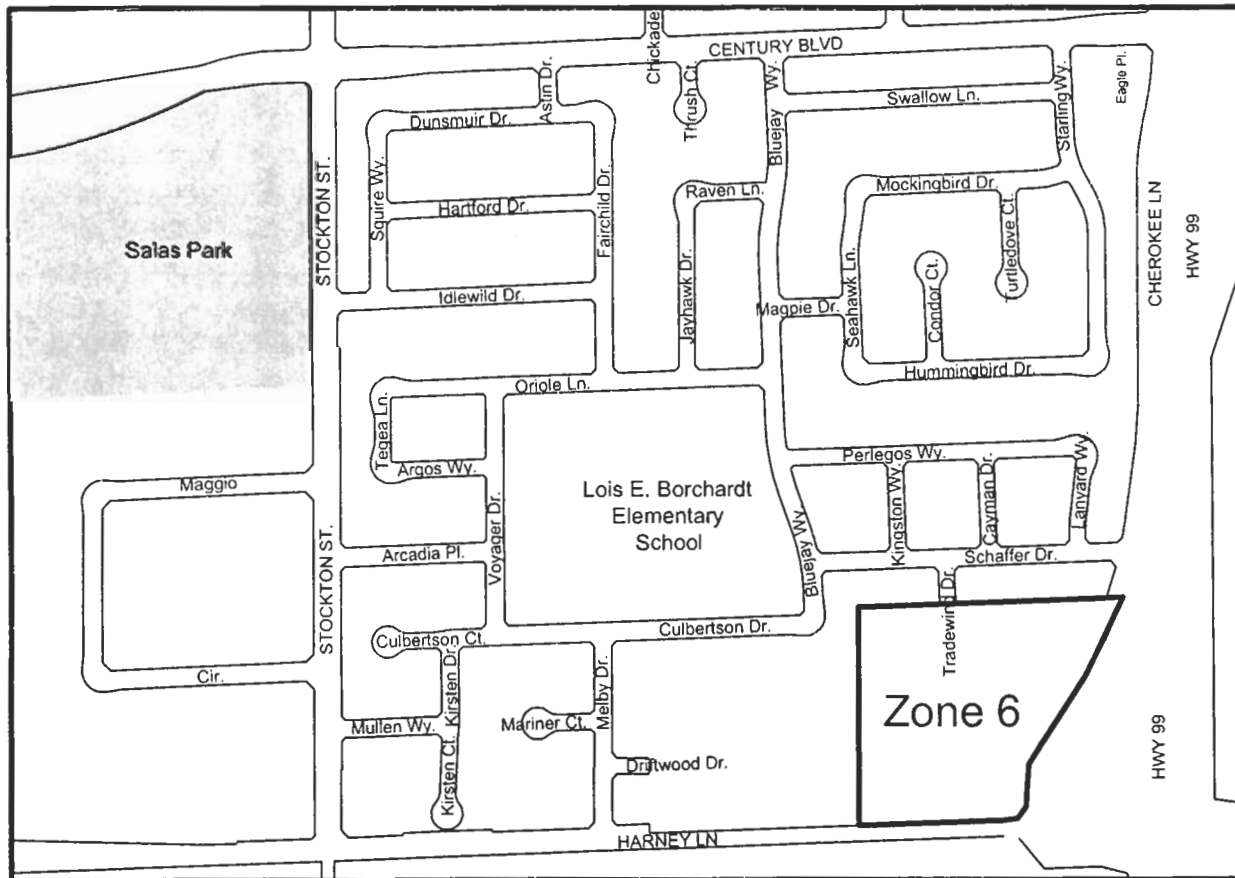 Chickade
CENTURY BLVD
Astin Dr.
Thrush Ct.
Bluejay Wy.
Swallow Ln.
Starling Wy.
Eagle Pl.
Dunsmuir Dr.
Squire Wy.
Hartford Dr.
Fairchild Dr.
Raven Ln.
Mockingbird Dr.
Turtledove Ct.
STOCKTON ST.
Salas Park
Idlewild Dr.
Jayhawk Dr.
Magpie Dr.
Seahawk Ln.
Condor Ct.
CHEROKEE LN
HWY 99
Hummingbird Dr.
Oriole Ln.
Tegea Ln.
Argos Wy.
Maggio
Perlegos Wy.
Kingston Wy.
Cayman Dr.
Lanyard Wy.
Lois E. Borchardt
Elementary
School
Voyager Dr.
Arcadia Pl.
Bluejay Wy.
Schaffer Dr.
STOCKTON ST.
Culbertson Ct.
Culbertson Dr.
Tradewind Dr.
Cir.
Kirsten Dr.
Melby Dr.
Mullen Wy.
Mariner Ct.
Zone 6
Kirsten Ct.
Driftwood Dr.
HWY 99
HARNEY LN